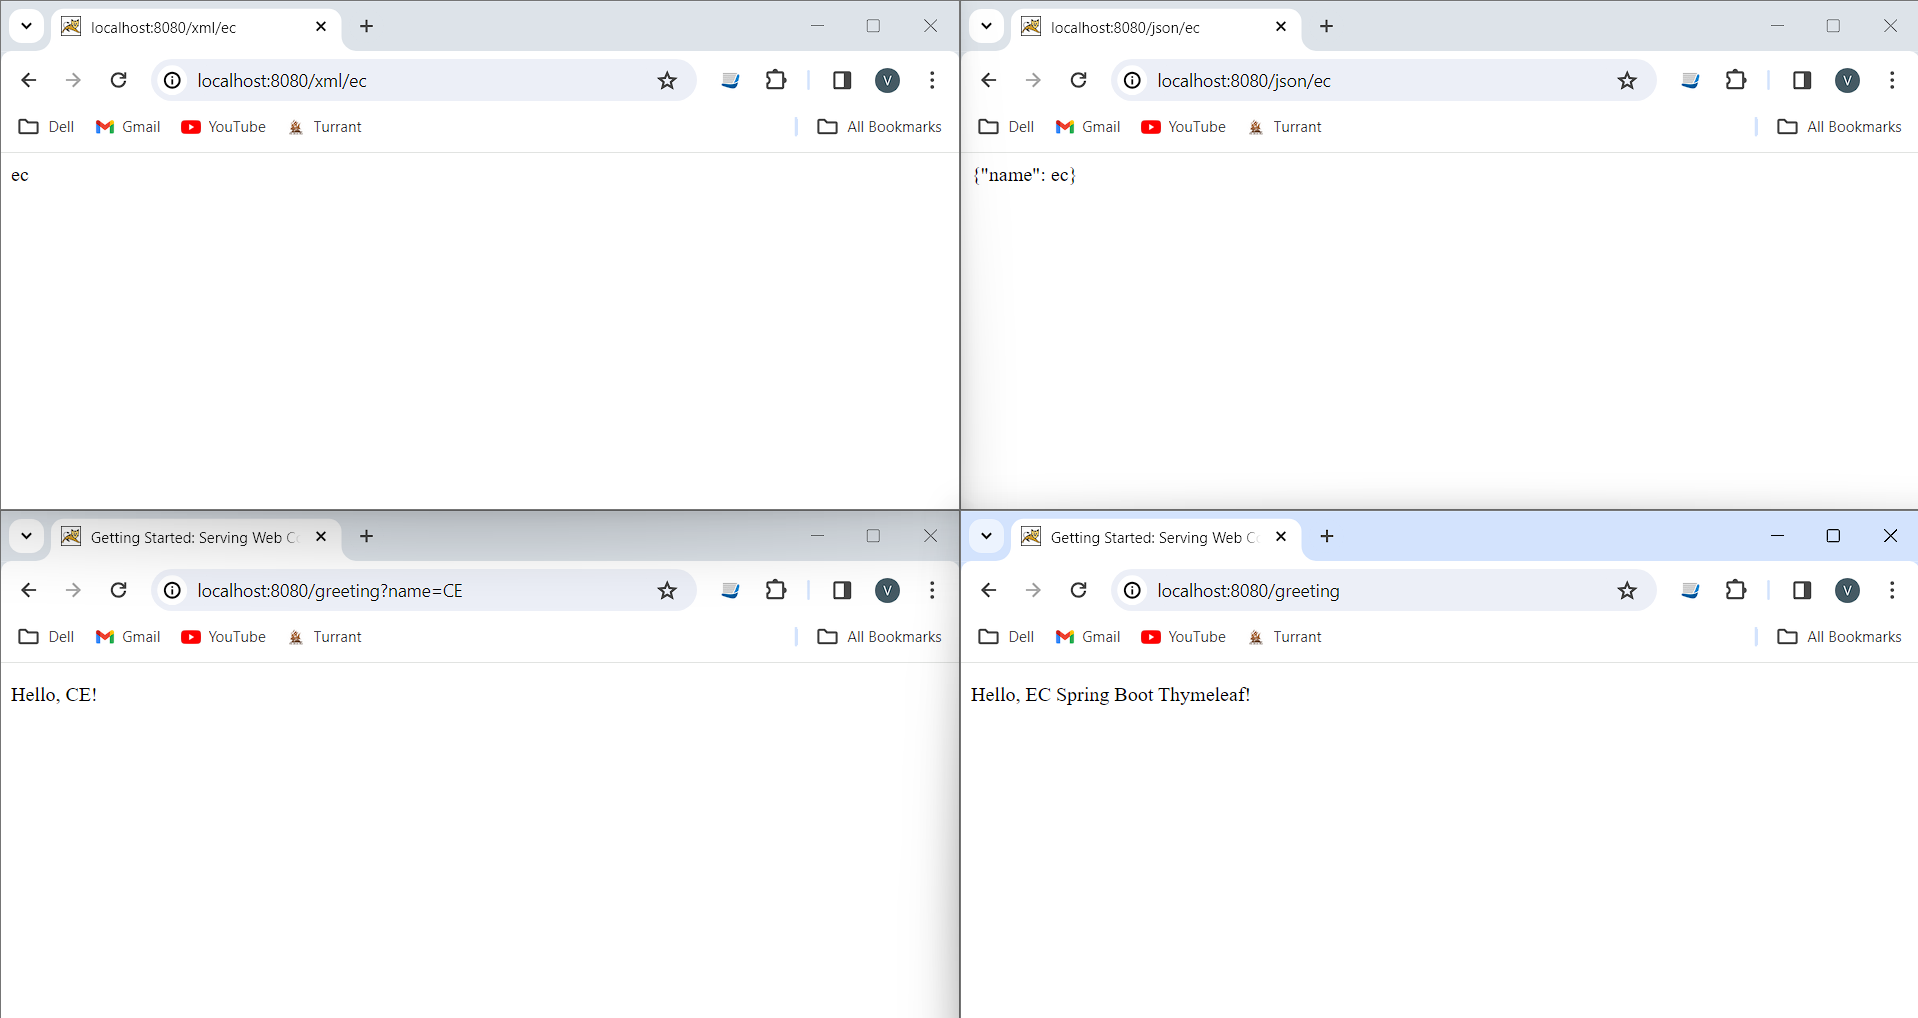 localhost:8080/xml/ec
localhost:8080/xml/ec
V
Dell Gmail YouTube Turrant All Bookmarks
ec
localhost:8080/json/ec
localhost:8080/json/ec
V
Dell Gmail YouTube Turrant All Bookmarks
{"name": ec}
Getting Started: Serving Web Co
localhost:8080/greeting?name=CE
V
Dell Gmail YouTube Turrant All Bookmarks
Hello, CE!
Getting Started: Serving Web Co
localhost:8080/greeting
V
Dell Gmail YouTube Turrant All Bookmarks
Hello, EC Spring Boot Thymeleaf!